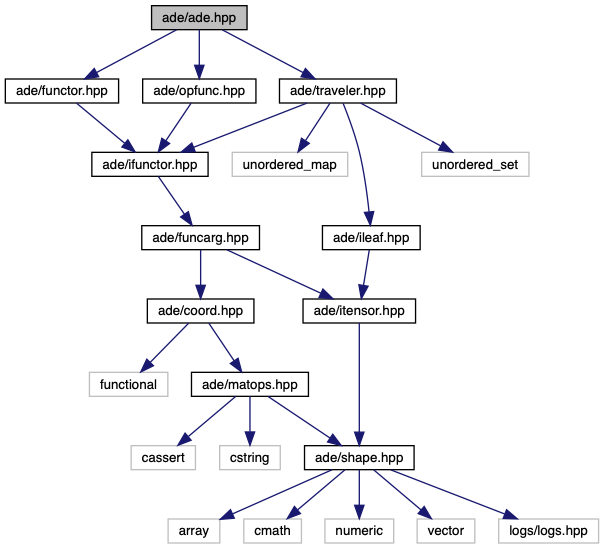 ade/ade.hpp
ade/functor.hpp
ade/opfunc.hpp
ade/traveler.hpp
ade/ifunctor.hpp
unordered_map
unordered_set
ade/funcarg.hpp
ade/ileaf.hpp
ade/coord.hpp
ade/itensor.hpp
functional
ade/matops.hpp
cassert
cstring
ade/shape.hpp
array
cmath
numeric
vector
logs/logs.hpp